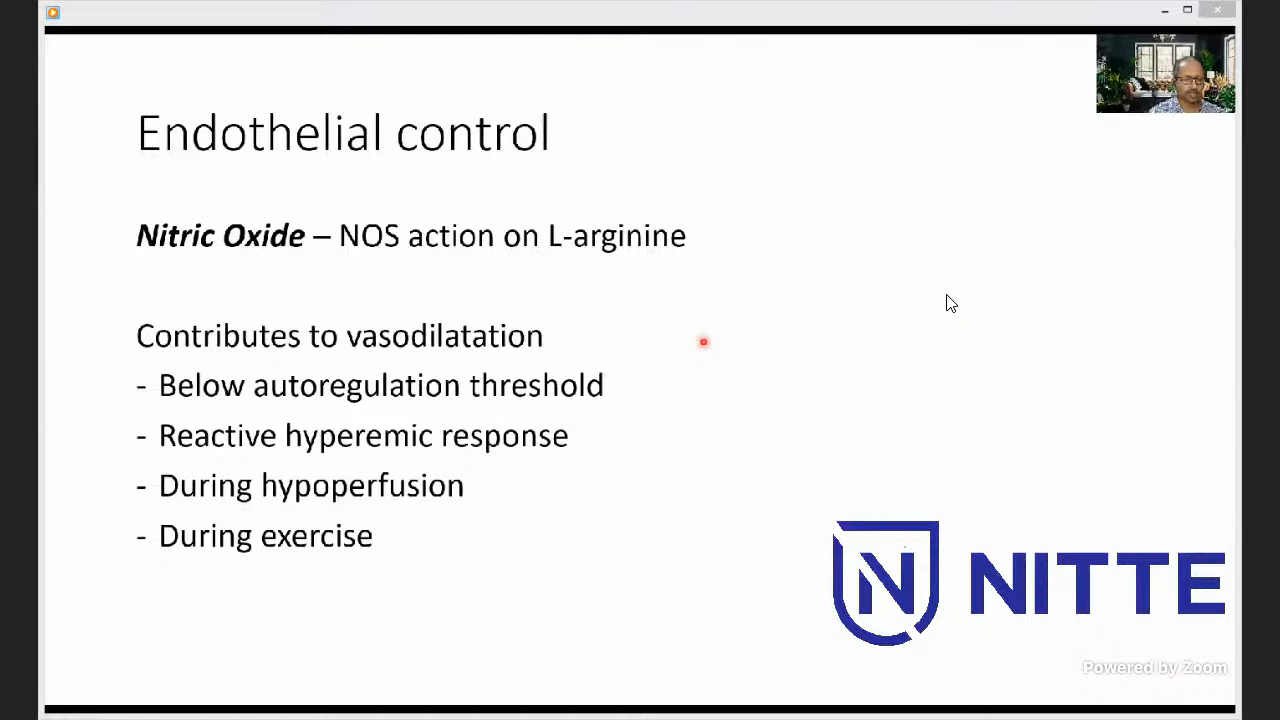 Endothelial control
Nitric Oxide – NOS action on L-arginine
Contributes to vasodilatation
- Below autoregulation threshold
- Reactive hyperemic response
- During hypoperfusion
- During exercise
N NITTE
Powered by Zoom